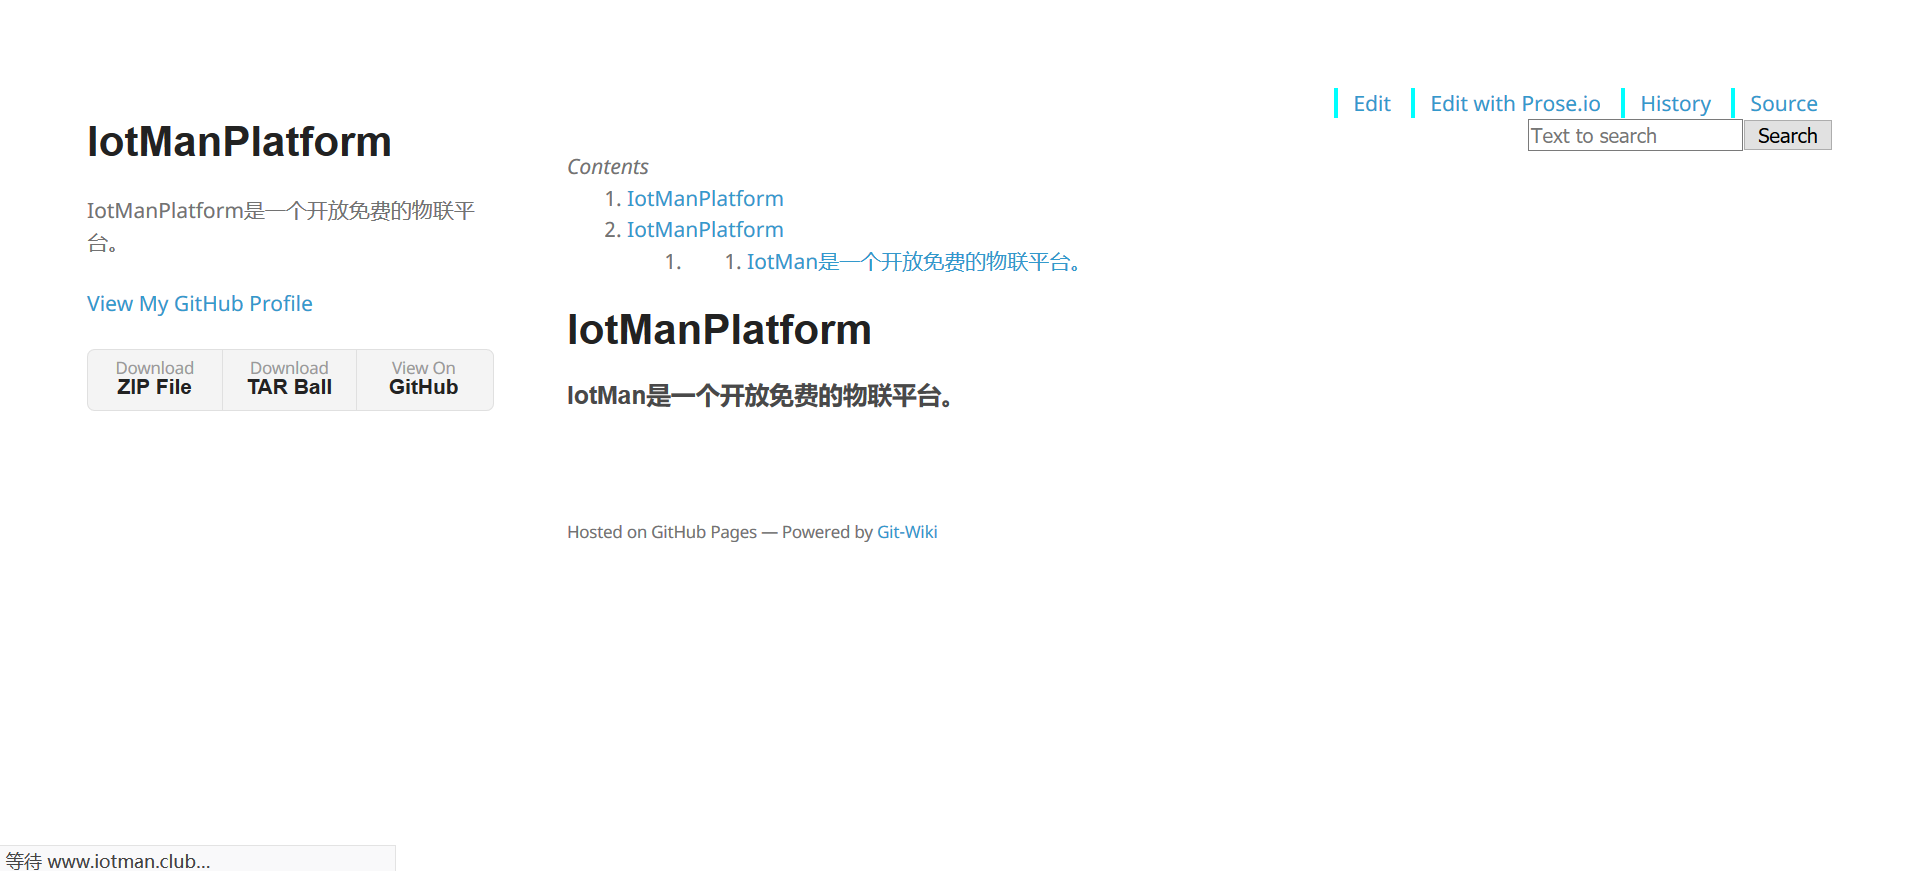 Edit
Edit with Prose.io
History
Source
Text to search
Search
IotManPlatform
IotManPlatform是一个开放免费的物联平
台。
View My GitHub Profile
Download
ZIP File
Download
TAR Ball
View On
GitHub
Contents
1. IotManPlatform
2. IotManPlatform
1. 1. IotMan是一个开放免费的物联平台。
IotManPlatform
IotMan是一个开放免费的物联平台。
Hosted on GitHub Pages — Powered by Git-Wiki
等待 www.iotman.club...